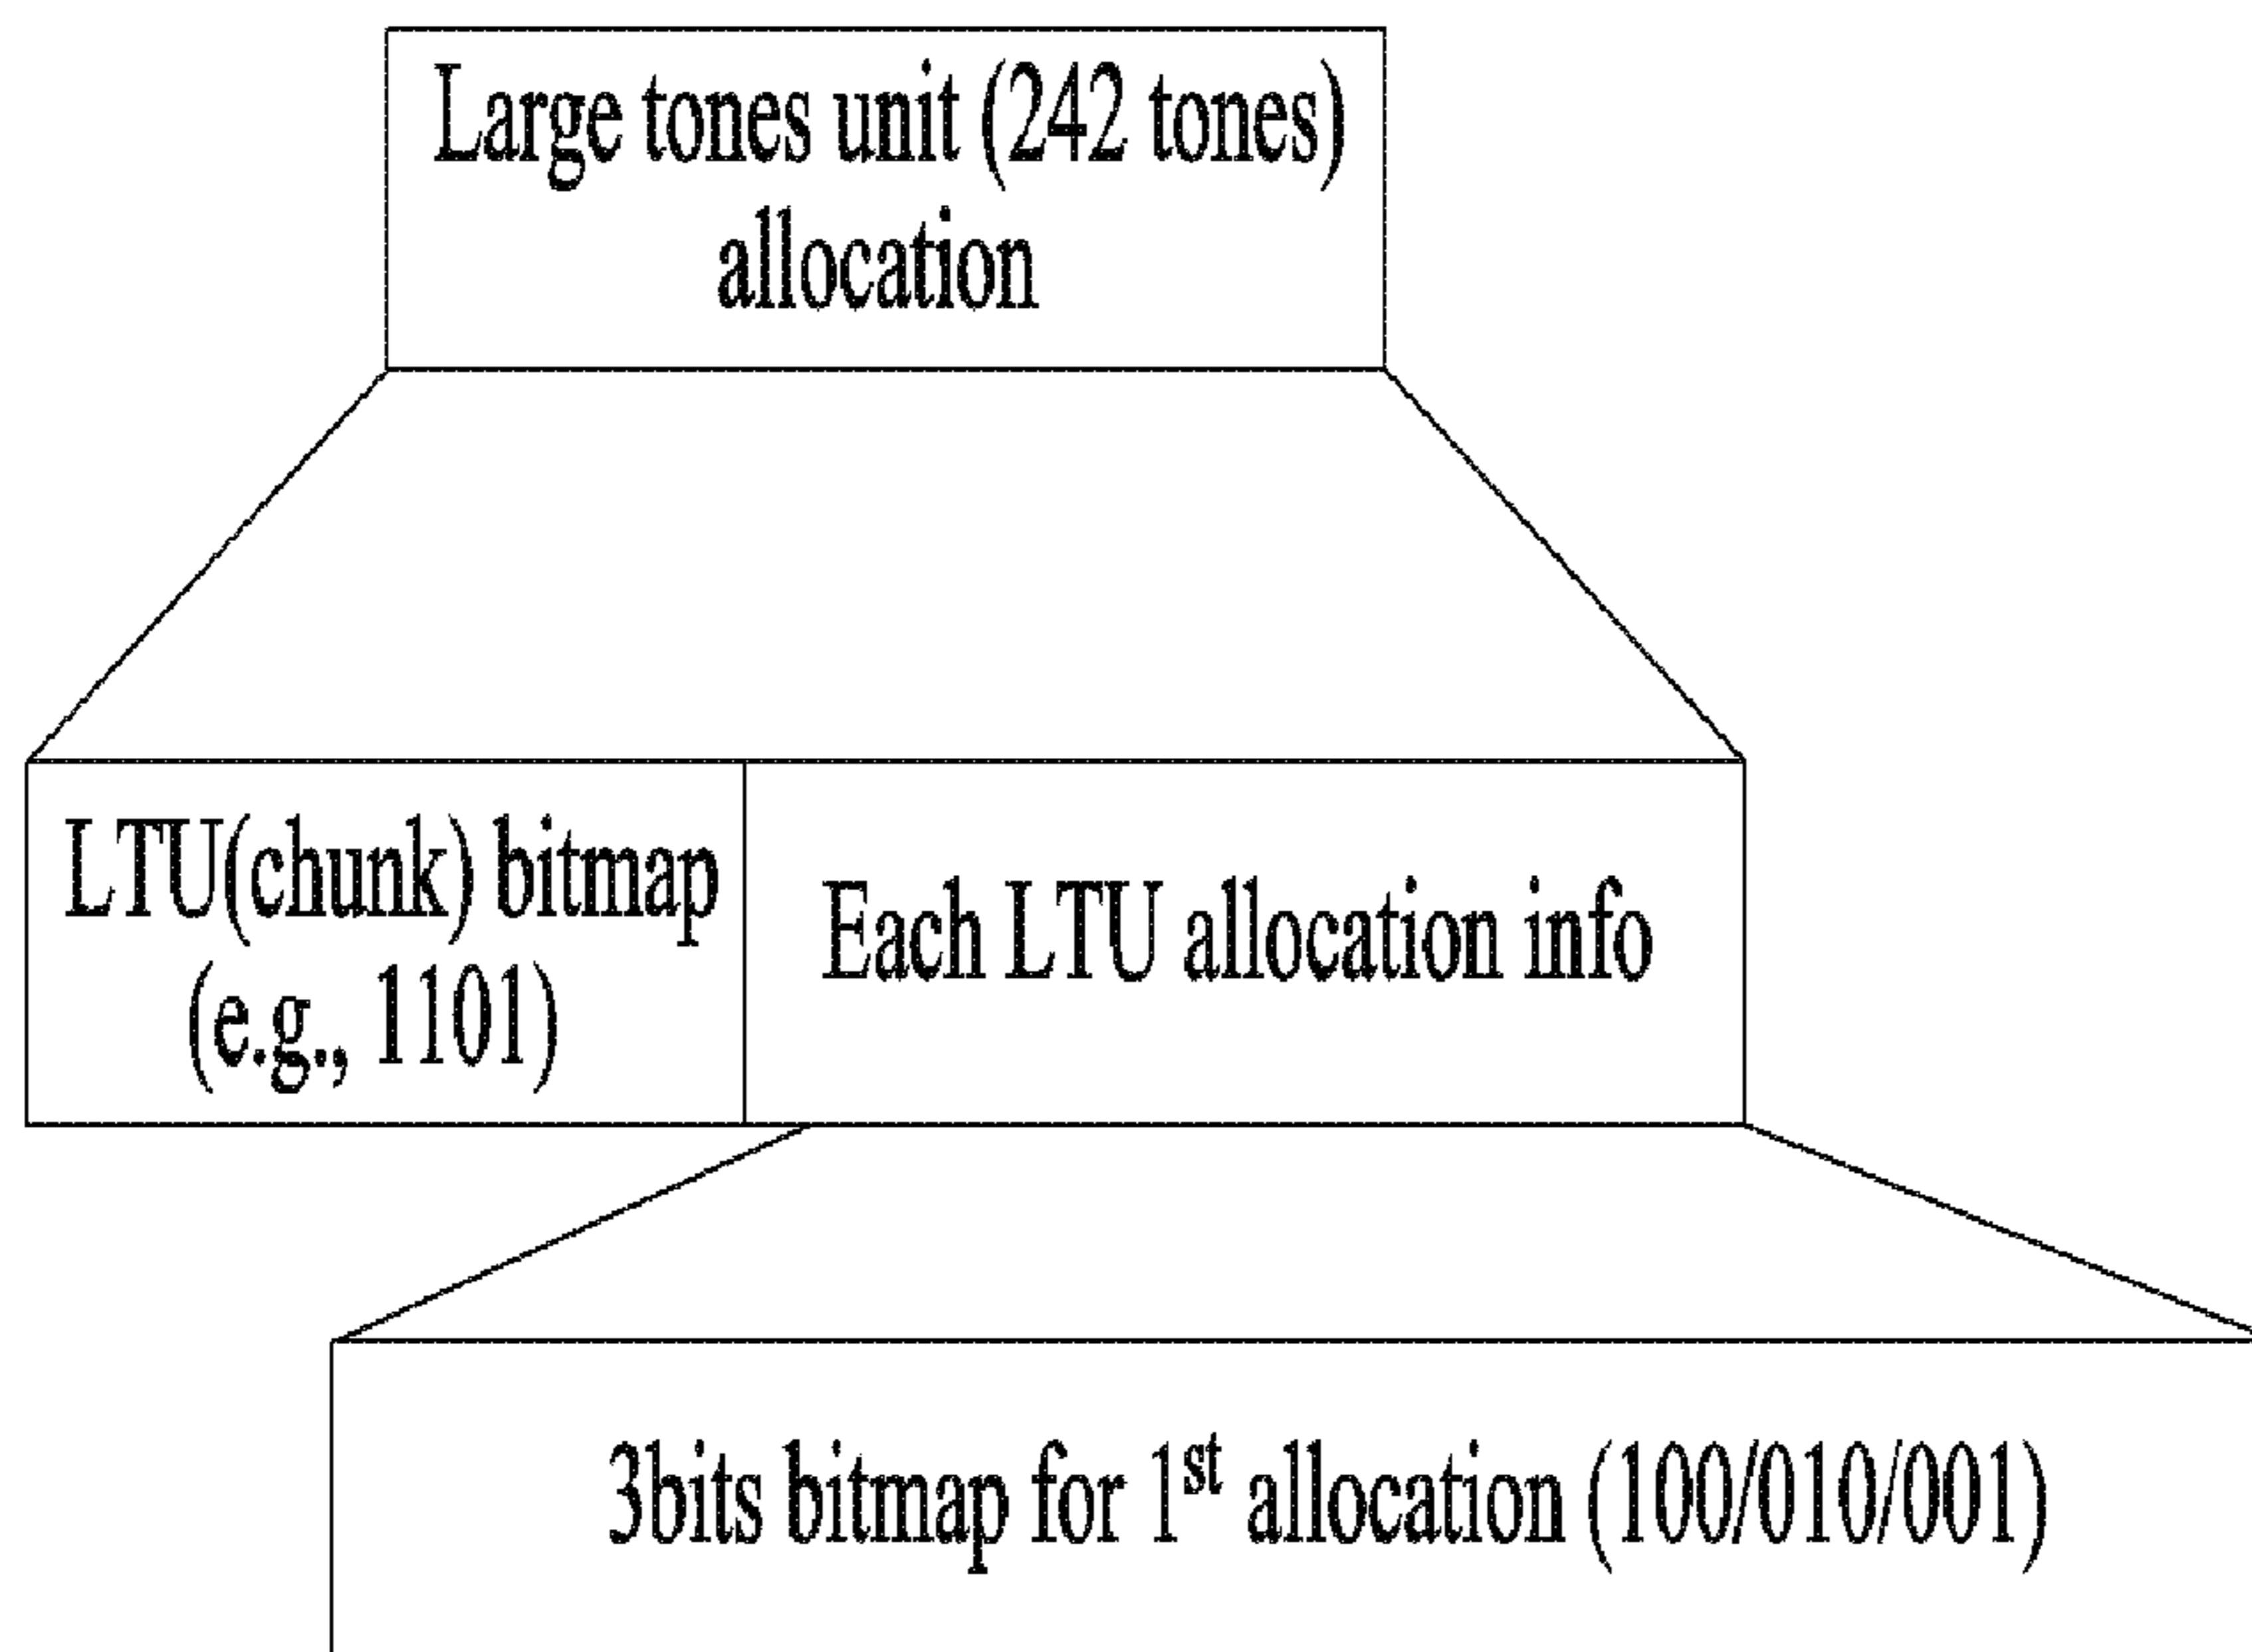 Large tones unit (242 tones)
allocation
LTU(chunk) bitmap
(e.g., 1101)
Each LTU allocation info
3bits bitmap for 1st allocation (100/010/001)